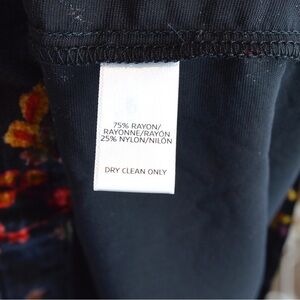 75% RAYON/
RAYONNE/RAYÓN
25% NYLON/NILÓN
DRY CLEAN ONLY